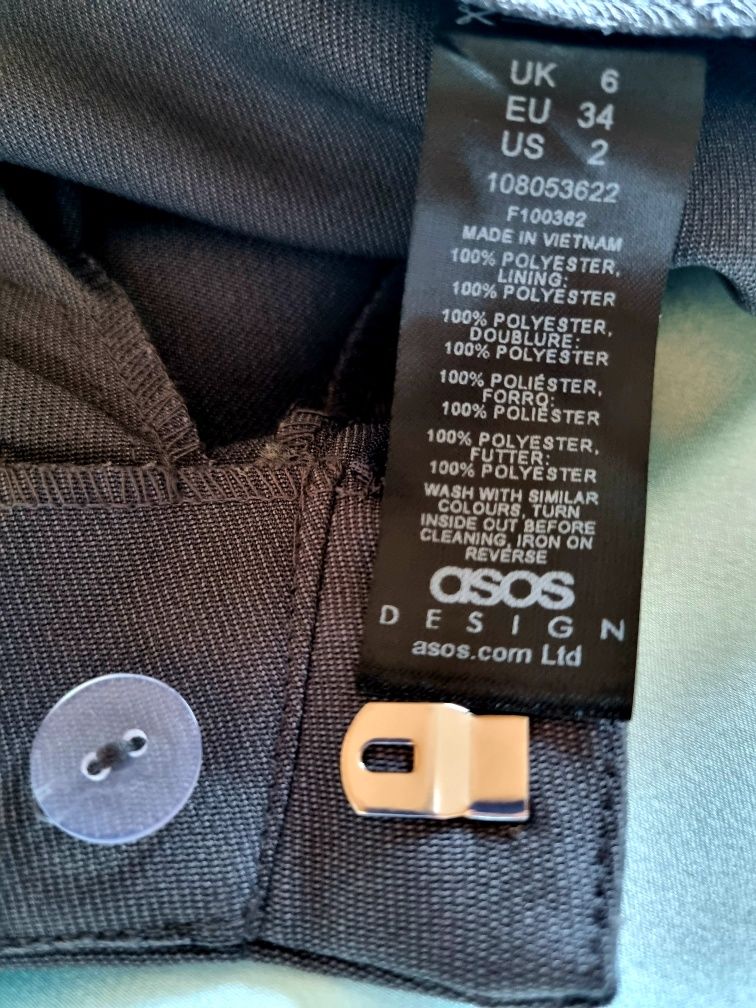 UK 6
EU 34
US 2
108053622
F100362
MADE IN VIETNAM
100% POLYESTER,
LINING:
100% POLYESTER
100% POLYESTER,
DOUBLURE:
100% POLYESTER
100% POLIÉSTER,
FORRO:
100% POLIÉSTER
100% POLYESTER,
FUTTER:
100% POLYESTER
WASH WITH SIMILAR
COLOURS, TURN
INSIDE OUT BEFORE
CLEANING, IRON ON
REVERSE
asos
DESIGN
asos.com Ltd